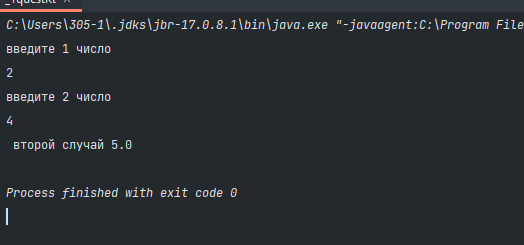 C:\Users\305-1\.jdks\jbr-17.0.8.1\bin\java.exe "-javaagent:C:\Program File
введите 1 число
2
введите 2 число
4
второй случай 5.0
Process finished with exit code 0